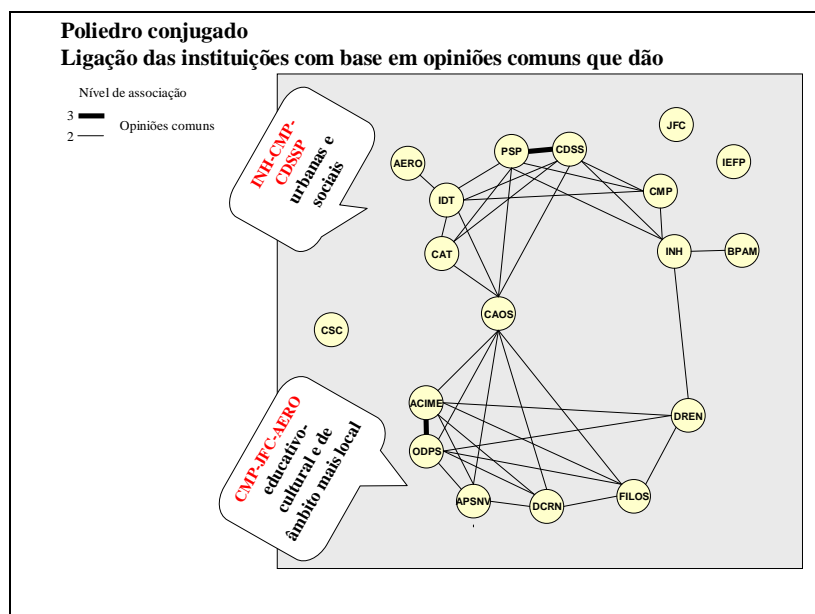 Poliedro conjugado
Ligação das instituições com base em opiniões comuns que dão
Nível de associação
3
2
Opiniões comuns
INH-CMP-
CDSSP
urbanas e
sociais
JFC
IEFP
PSP
CDSS
AERO
IDT
CMP
CAT
INH
BPAM
CAOS
CSC
CMP-JFC-AERO
educativo-
cultural e de
âmbito mais local
ACIME
DREN
ODPS
APSNV
DCRN
FILOS